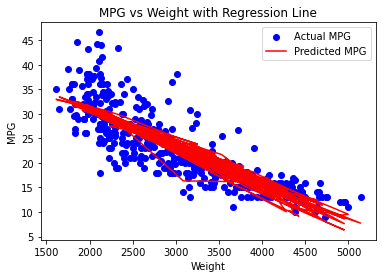 MPG vs Weight with Regression Line
Actual MPG
Predicted MPG
MPG
45
40
35
30
25
20
15
10
5
1500 2000 2500 3000 3500 4000 4500 5000
Weight